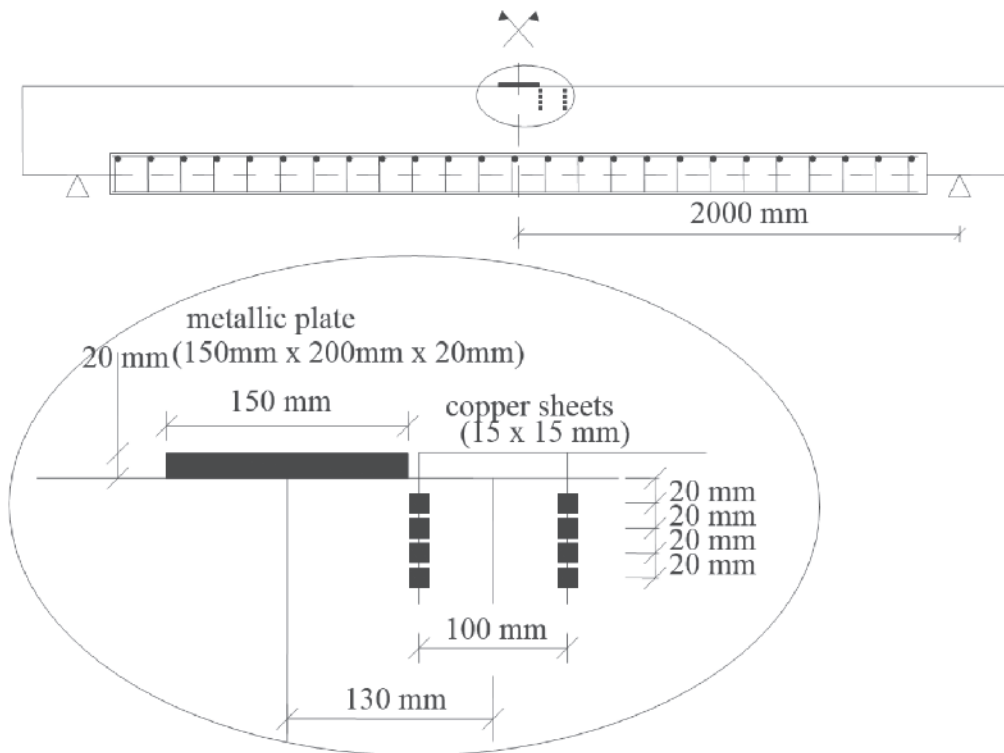 2000 mm
metallic plate
20 mm (150mm x 200mm x 20mm)
150 mm
copper sheets
(15 x 15 mm)
20 mm
20 mm
20 mm
20 mm
100 mm
130 mm